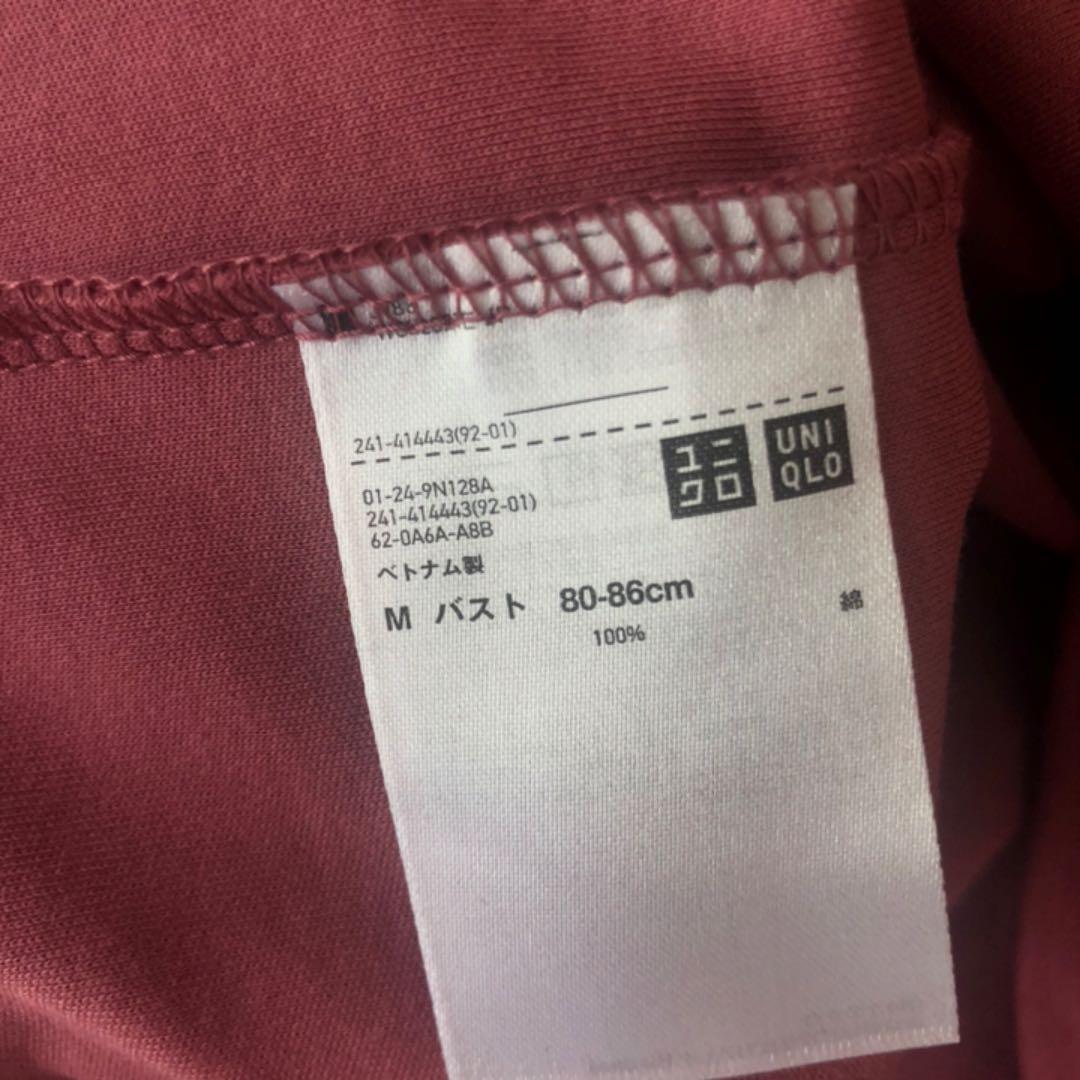 241-414443(92-01)
ユニ
クロ
UNI
QLO
01-24-9N128A
241-414443(92-01)
62-0A6A-A8B
ベトナム製
M バスト 80-86cm
綿
100%